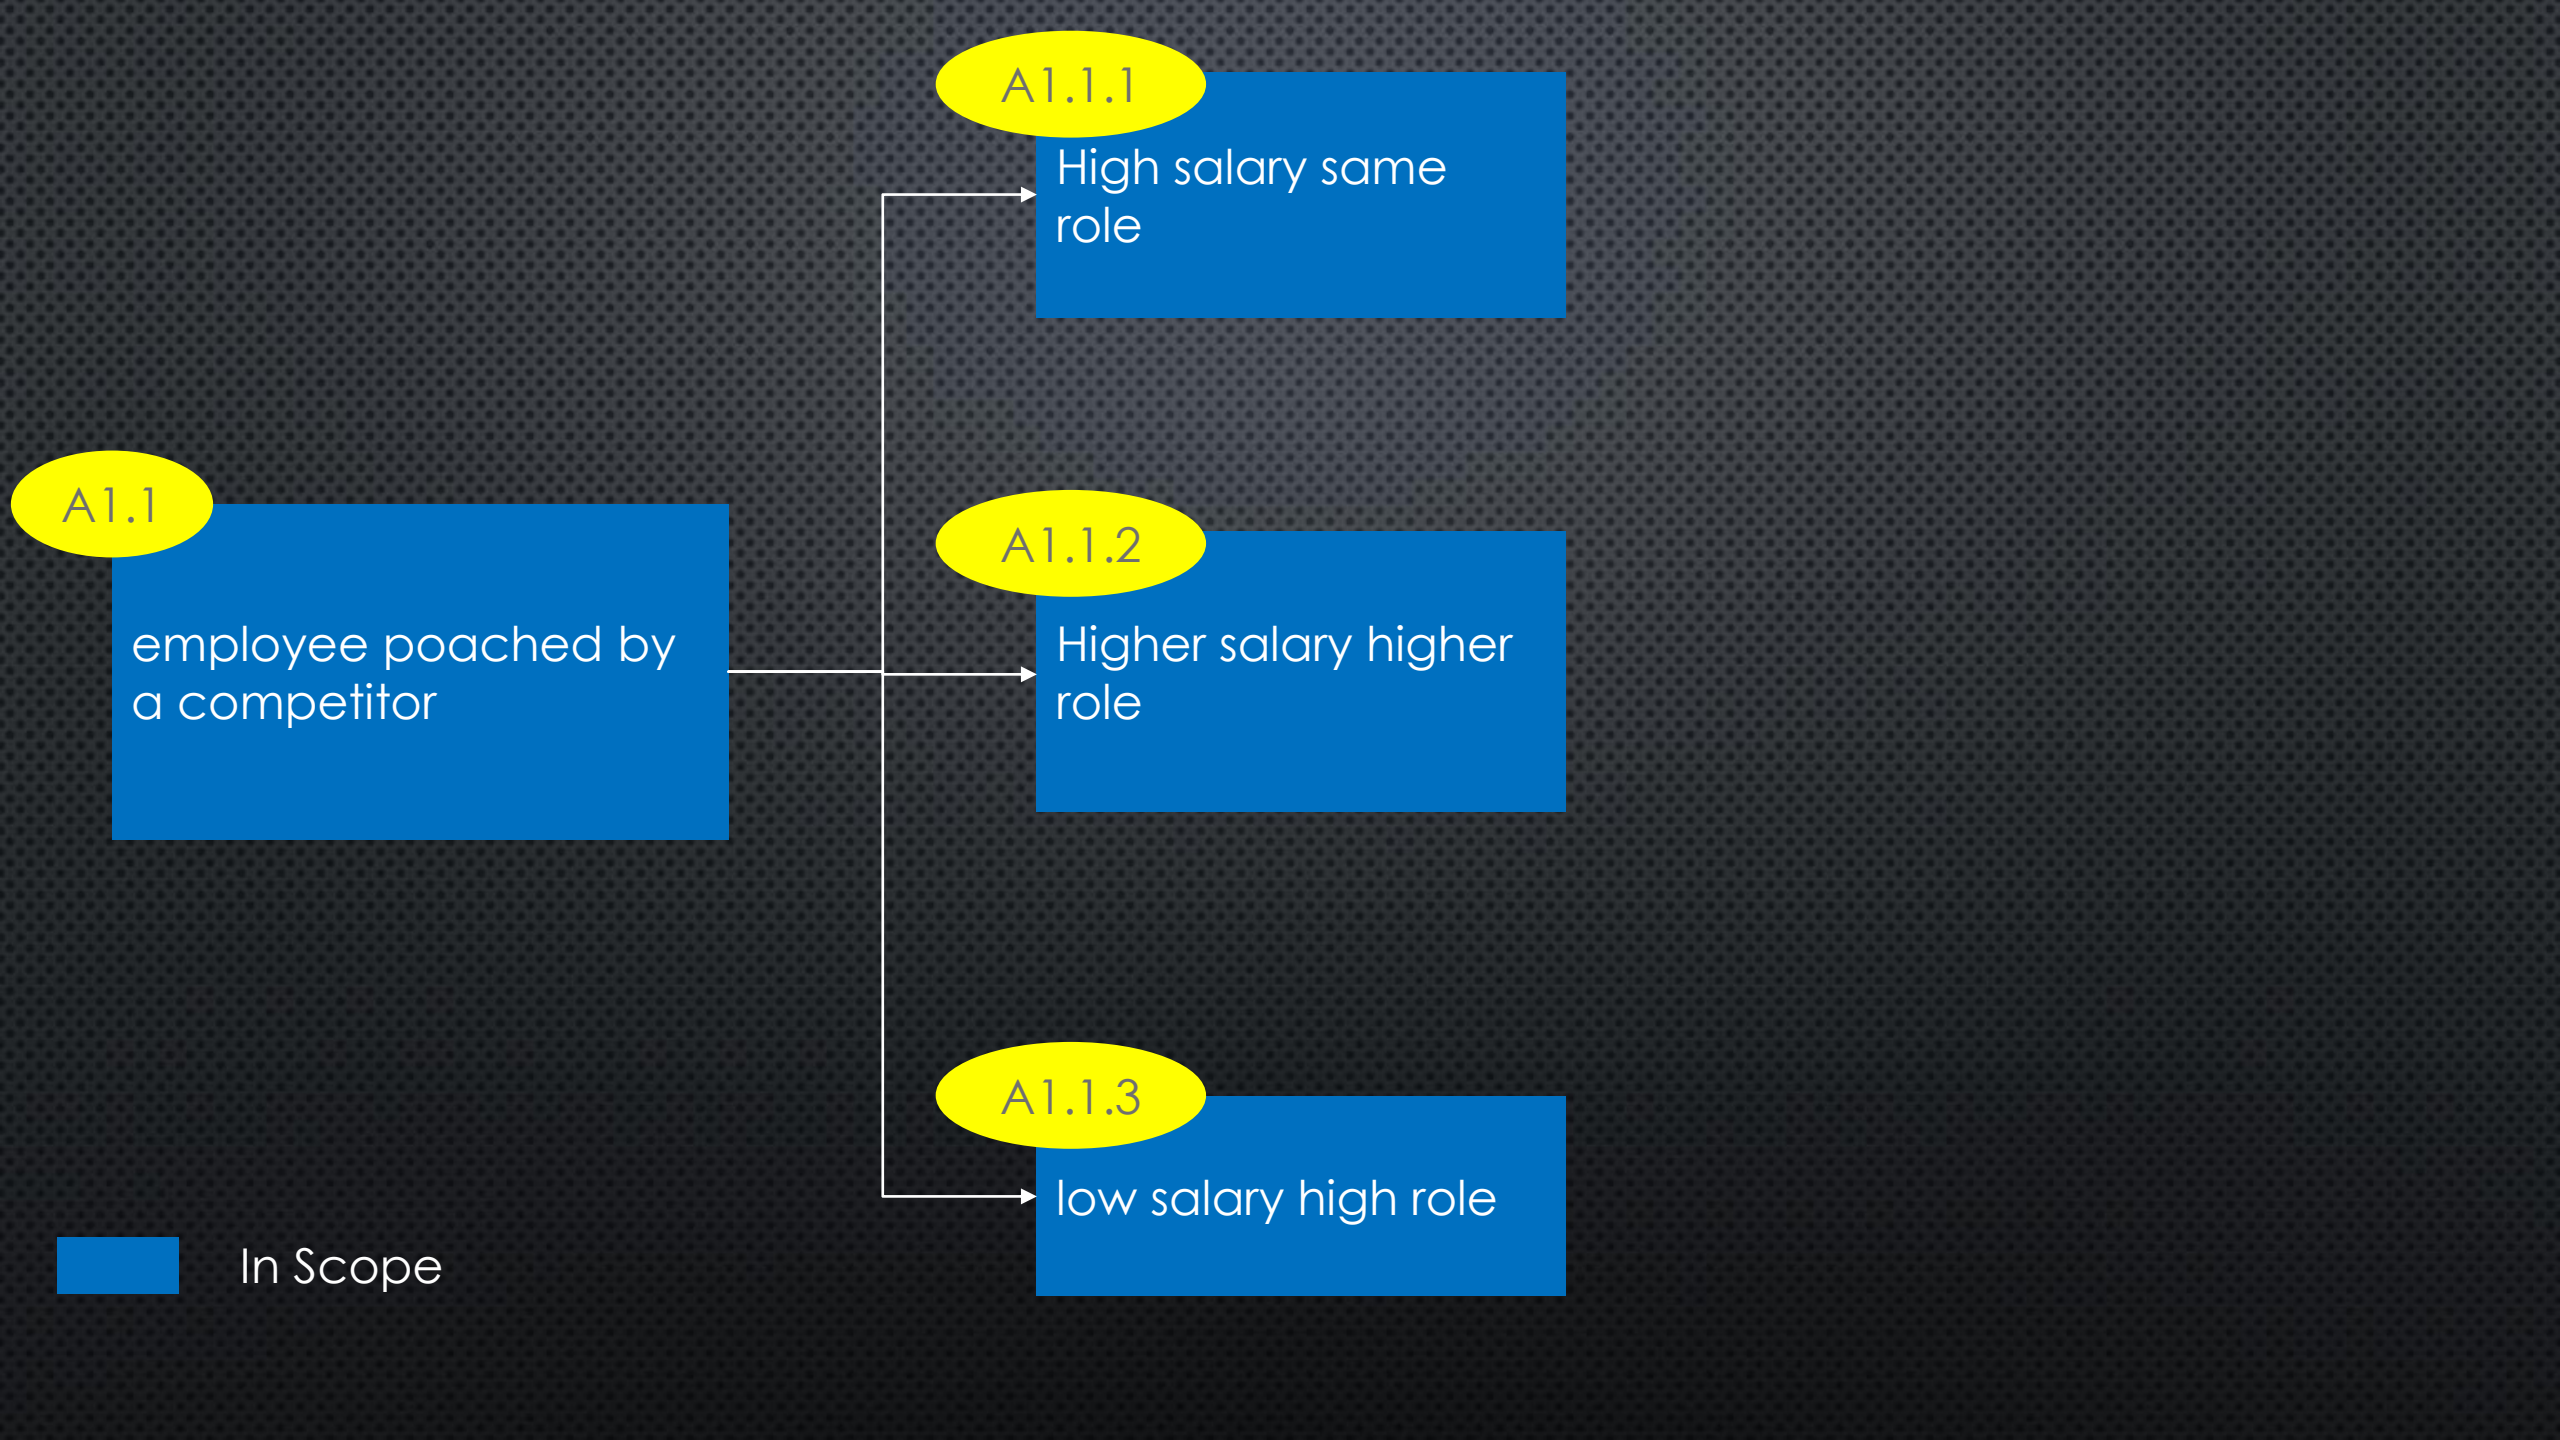 A1.1.1
High salary same
role
A1.1
employee poached by
a competitor
A1.1.2
Higher salary higher
role
A1.1.3
low salary high role
In Scope